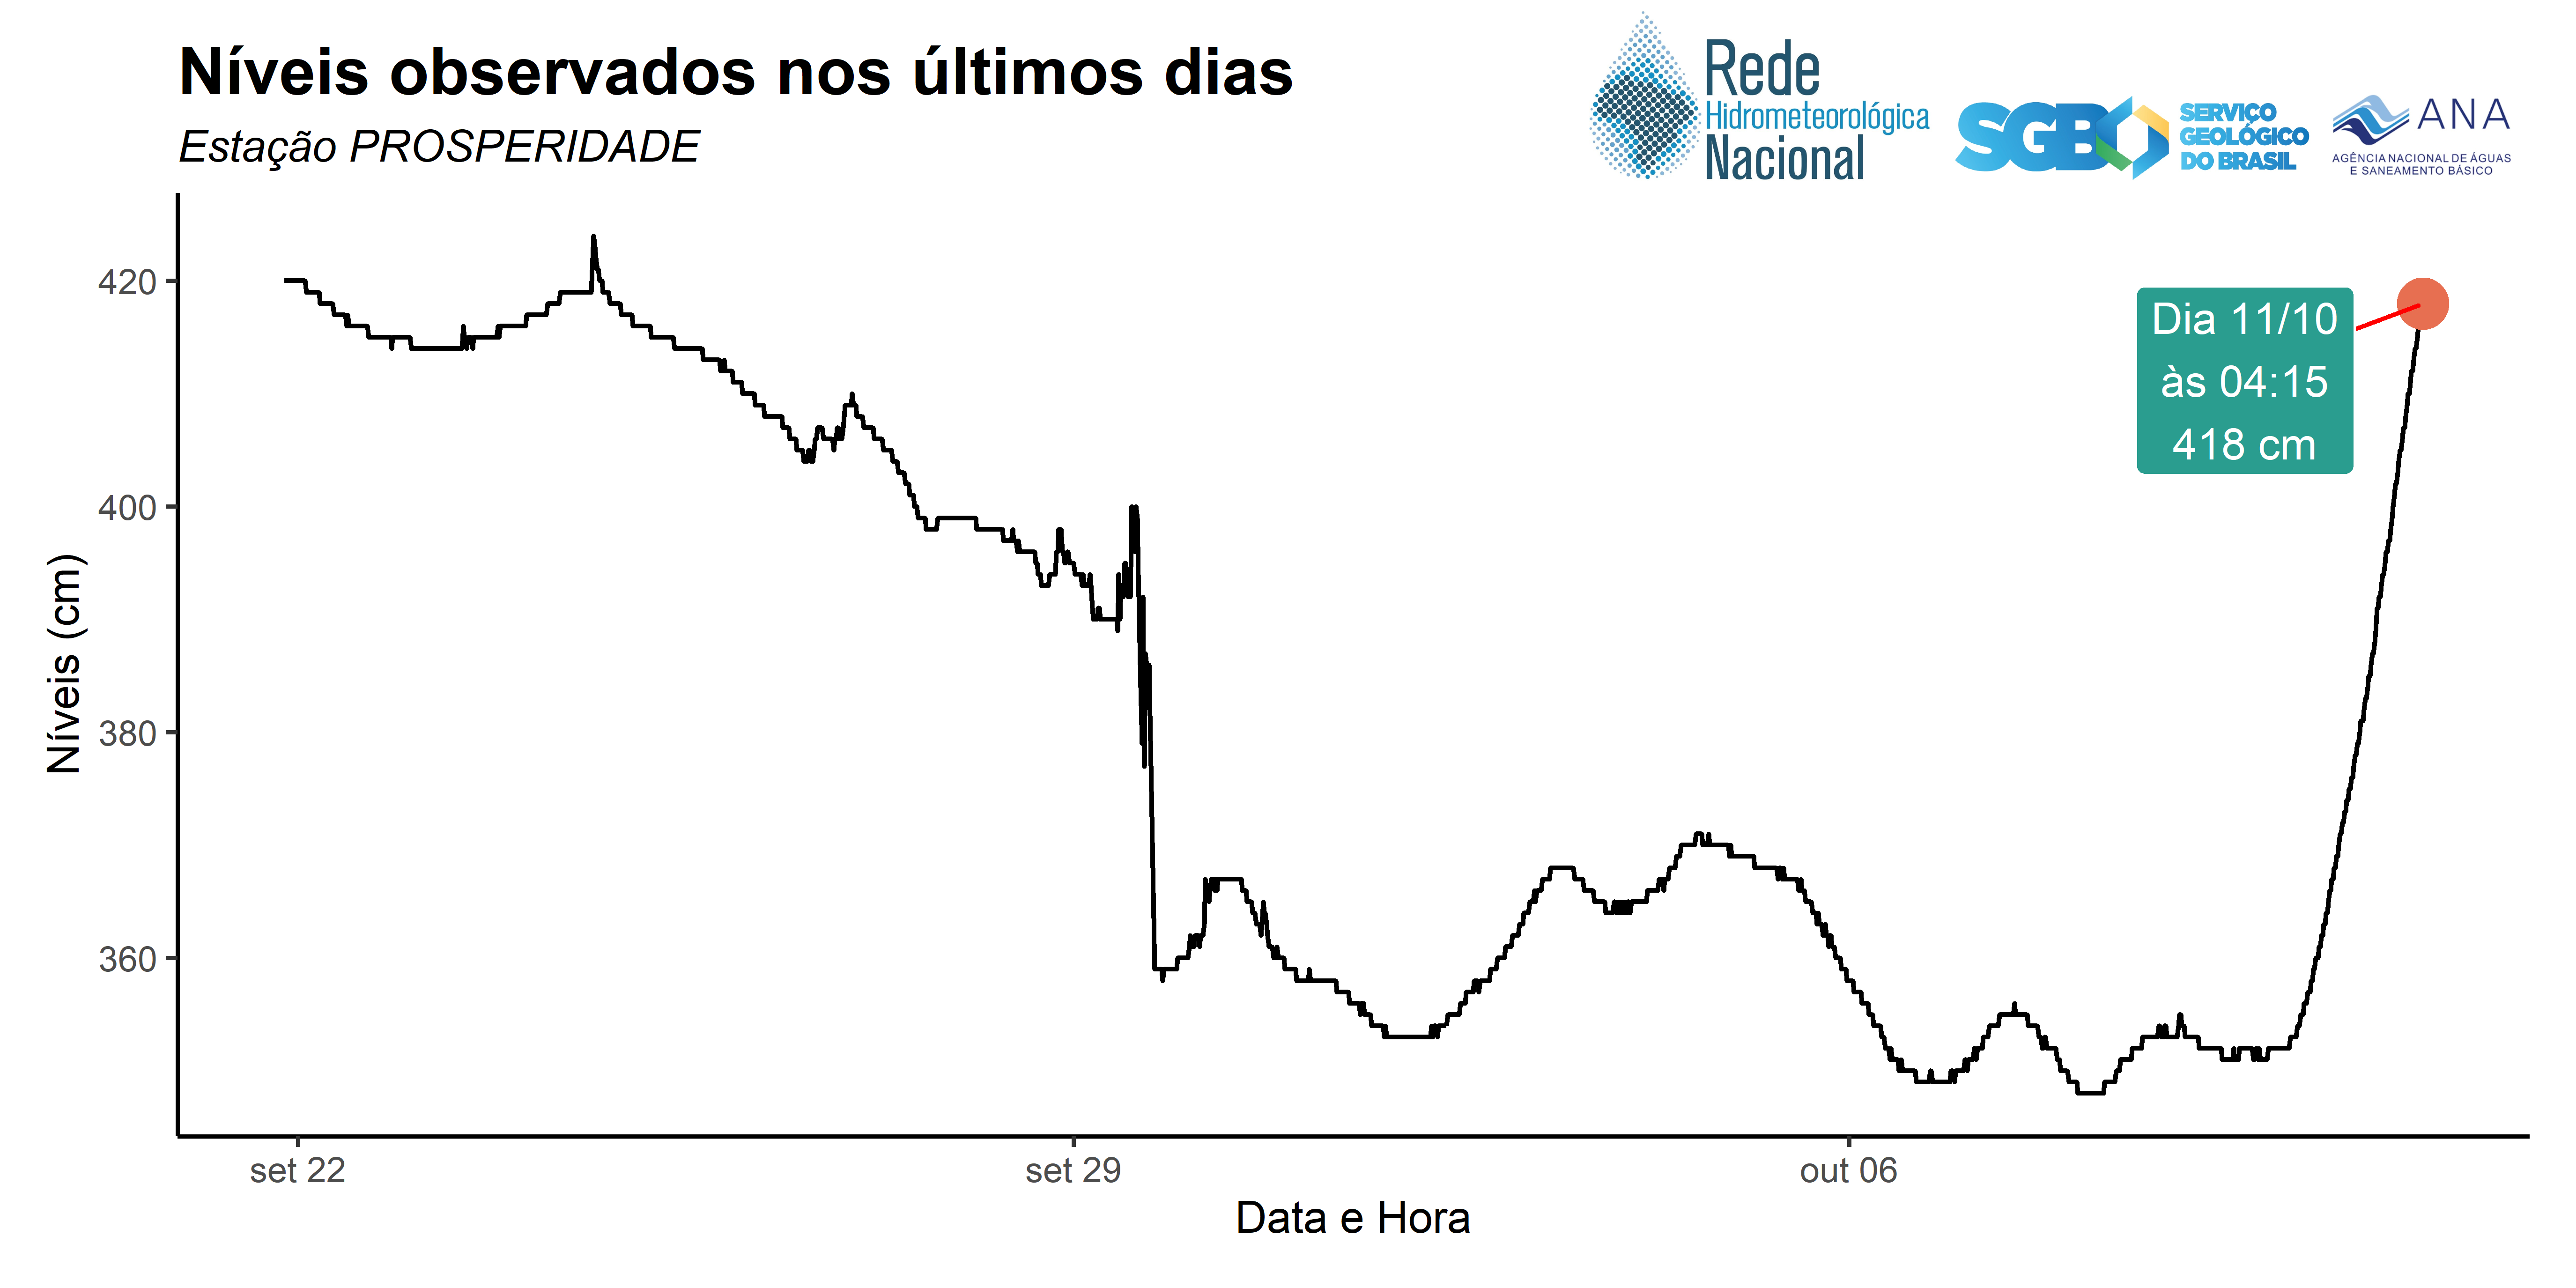 Níveis observados nos últimos dias
Estação PROSPERIDADE
Rede
Hidrometeorológica
Nacional
SGB
SERVIÇO
GEOLÓGICO
DO BRASIL
ANA
AGÊNCIA NACIONAL DE ÁGUAS
E SANEAMENTO BÁSICO
Níveis (cm)
420
400
380
360
Dia 11/10
às 04:15
418 cm
set 22
set 29
out 06
Data e Hora